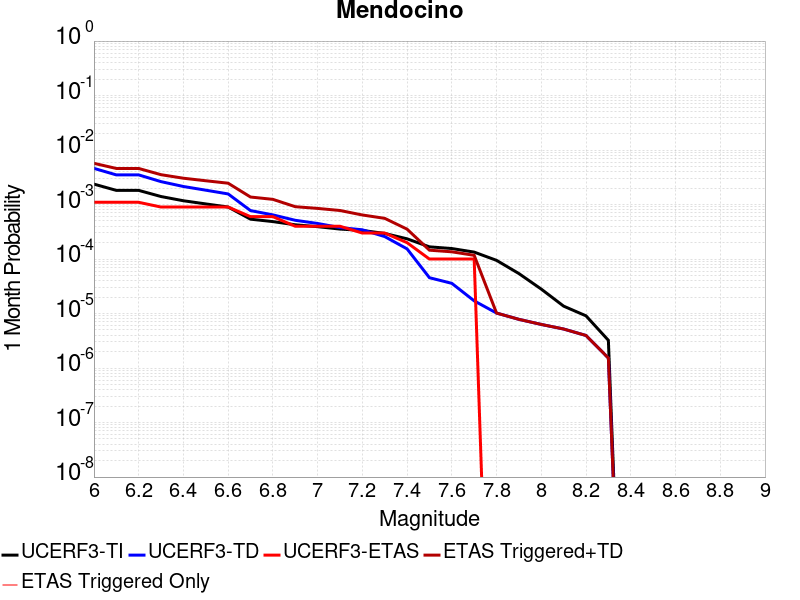 Mendocino
10^0
10^-1
10^-2
10^-3
10^-4
10^-5
10^-6
10^-7
10^-8
1 Month Probability
6 6.2 6.4 6.6 6.8 7 7.2 7.4 7.6 7.8 8 8.2 8.4 8.6 8.8 9
Magnitude
UCERF3-TI UCERF3-TD UCERF3-ETAS ETAS Triggered+TD
ETAS Triggered Only